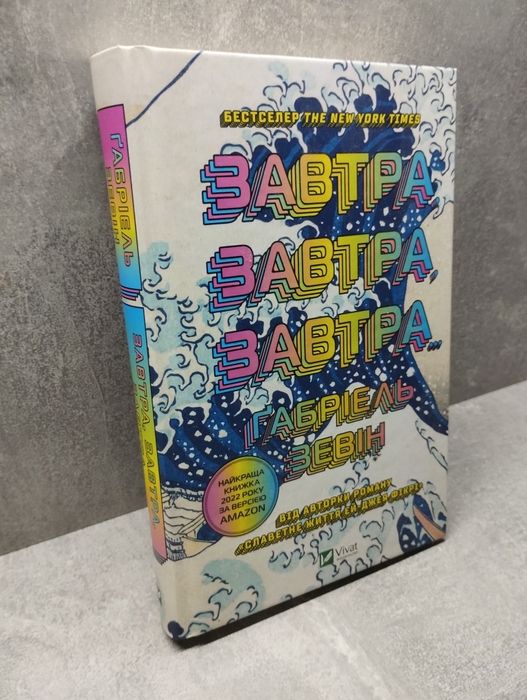 БЕСТСЕЛЕР THE NEW YORK TIMES
ЗАВТРА,
ЗАВТРА,
ЗАВТРА...
ҐАБРІЕЛЬ
ЗЕВІН
НАЙКРАЩА
КНИЖКА
2022 РОКУ
ЗА ВЕРСІЄЮ
AMAZON
ВІД АВТОРКИ РОМАНУ
«СЛАВЕТНЕ ЖИТТЯ ЕЙ ДЖЕЯ ФІКРІ»
Vivat
ҐАБРІЕЛЬ
ЗЕВІН
ЗАВТРА, ЗАВТРА